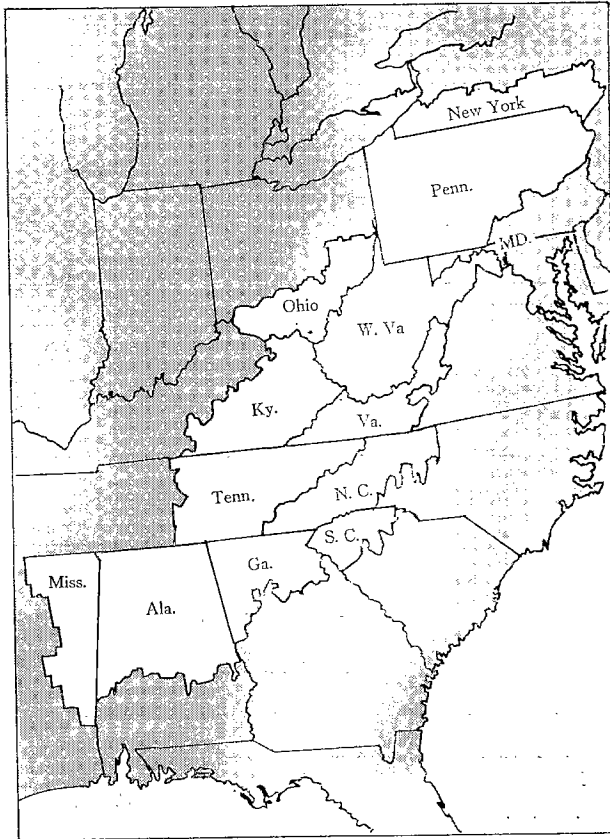 New York
Penn.
MD.
Ohio
W. Va
Ky.
Va.
Tenn.
N. C.
S. C.
Ga.
Miss.
Ala.